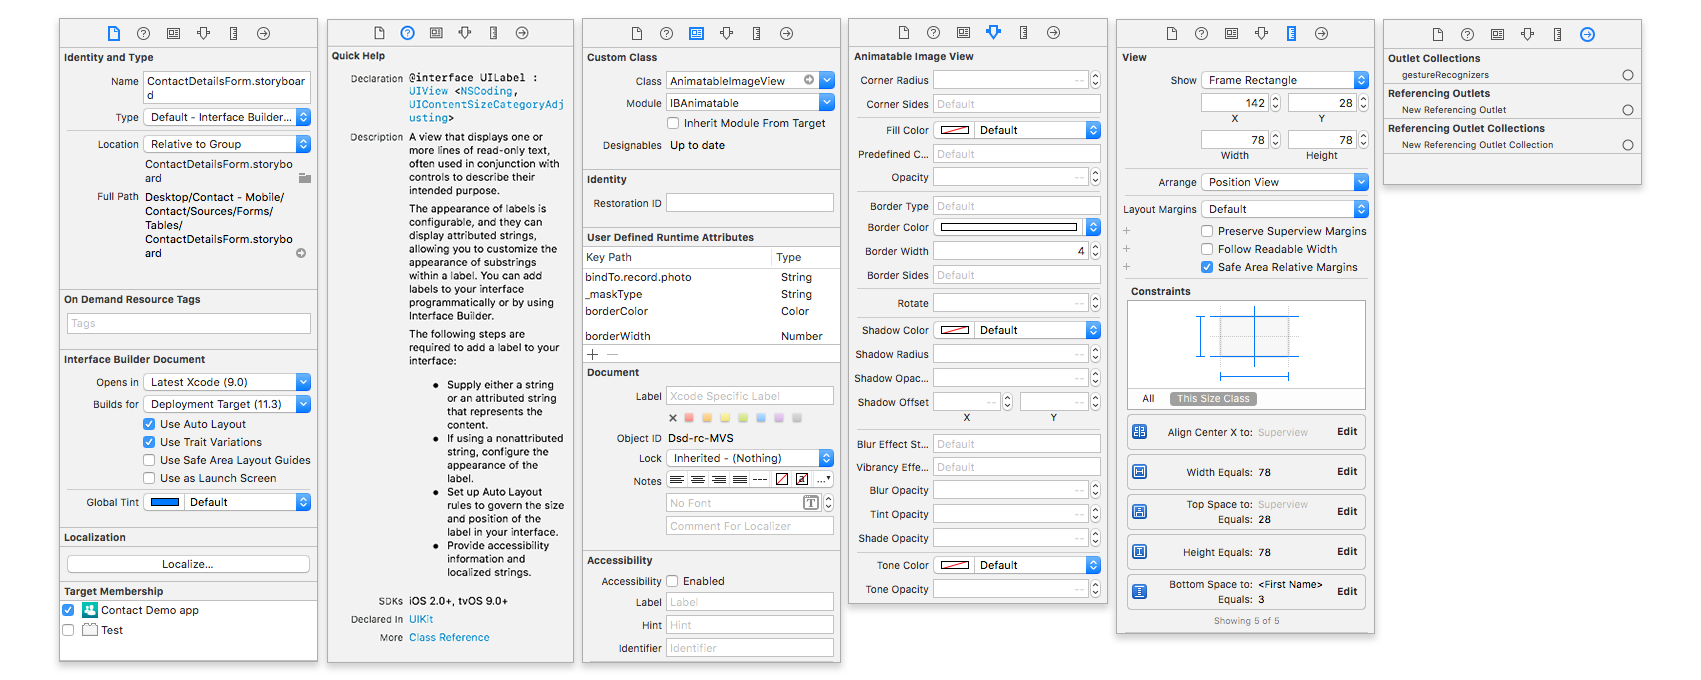 Identity and Type
Name ContactDetailsForm.storyboar
d
Type Default - Interface Builder...
Location Relative to Group
ContactDetailsForm.storybo
ard
Full Path Desktop/Contact - Mobile/
Contact/Sources/Forms/
Tables/
ContactDetailsForm.storybo
ard
On Demand Resource Tags
Tags
Interface Builder Document
Opens in Latest Xcode (9.0)
Builds for Deployment Target (11.3)
Use Auto Layout
Use Trait Variations
Use Safe Area Layout Guides
Use as Launch Screen
Global Tint Default
Localization
Localize...
Target Membership
Contact Demo app
Test
Quick Help
Declaration @interface UILabel :
UIView <NSCoding,
UIContentSizeCategoryAdj
usting>
Description A view that displays one or
more lines of read-only text,
often used in conjunction with
controls to describe their
intended purpose.
The appearance of labels is
configurable, and they can
display attributed strings,
allowing you to customize the
appearance of substrings
within a label. You can add
labels to your interface
programmatically or by using
Interface Builder.
The following steps are
required to add a label to your
interface:
• Supply either a string
or an attributed string
that represents the
content.
• If using a nonattributed
string, configure the
appearance of the
label.
• Set up Auto Layout
rules to govern the size
and position of the
label in your interface.
• Provide accessibility
information and
localized strings.
SDKs iOS 2.0+, tvOS 9.0+
Declared In UIKit
More Class Reference
Custom Class
Class AnimatableImageView
Module IBAnimatable
Inherit Module From Target
Designables Up to date
Identity
Restoration ID
User Defined Runtime Attributes
Key Path Type
bindTo.record.photo String
_maskType String
borderColor Color
borderWidth Number
+ —
Document
Label Xcode Specific Label
Object ID Dsd-rc-MVS
Lock Inherited - (Nothing)
Notes
No Font
Comment For Localizer
Accessibility
Accessibility Enabled
Label Label
Hint Hint
Identifier Identifier
Animatable Image View
Corner Radius --
Corner Sides Default
Fill Color Default
Predefined C... Default
Opacity --
Border Type Default
Border Color
Border Width 4
Border Sides Default
Rotate --
Shadow Color Default
Shadow Radius --
Shadow Opac... --
Shadow Offset -- --
X Y
Blur Effect St... Default
Vibrancy Effe... Default
Blur Opacity --
Tint Opacity --
Shade Opacity --
Tone Color Default
Tone Opacity --
View
Show Frame Rectangle
142 28
X Y
78 78
Width Height
Arrange Position View
Layout Margins Default
Preserve Superview Margins
Follow Readable Width
Safe Area Relative Margins
Constraints
All This Size Class
Align Center X to: Superview Edit
Width Equals: 78 Edit
Top Space to: Superview
Equals: 28 Edit
Height Equals: 78 Edit
Bottom Space to: <First Name>
Equals: 3 Edit
Showing 5 of 5
Outlet Collections
gestureRecognizers
Referencing Outlets
New Referencing Outlet
Referencing Outlet Collections
New Referencing Outlet Collection